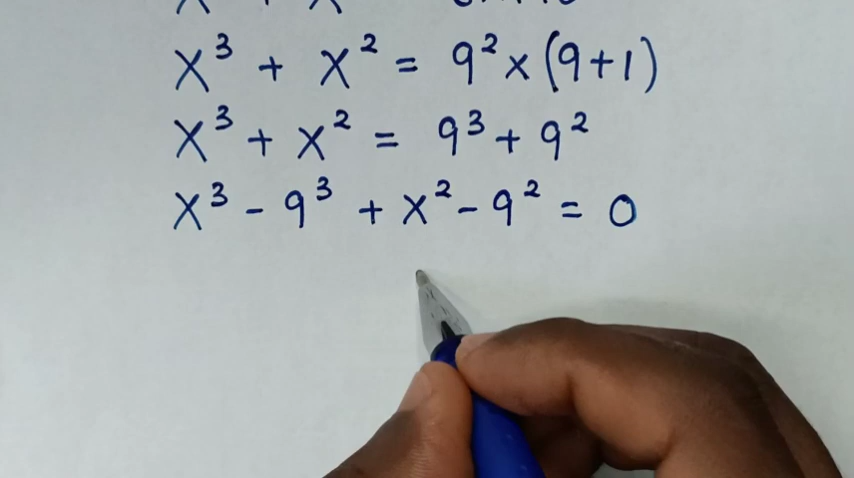 x³ + x² = 9² × (9+1)
x³ + x² = 9³ + 9²
x³ - 9³ + x² - 9² = 0